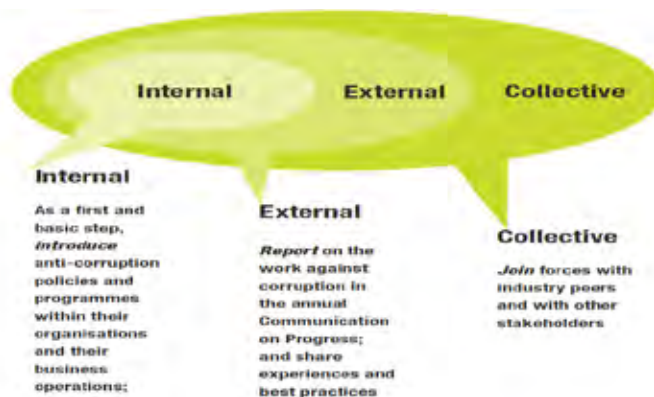 Internal External Collective
Internal
As a first and
basic step,
introduce
anti-corruption
policies and
programmes
within their
organisations
and their
business
operations;
External
Report on the
work against
corruption in
the annual
Communication
on Progress;
and share
experiences and
best practices
Collective
Join forces with
industry peers
and with other
stakeholders